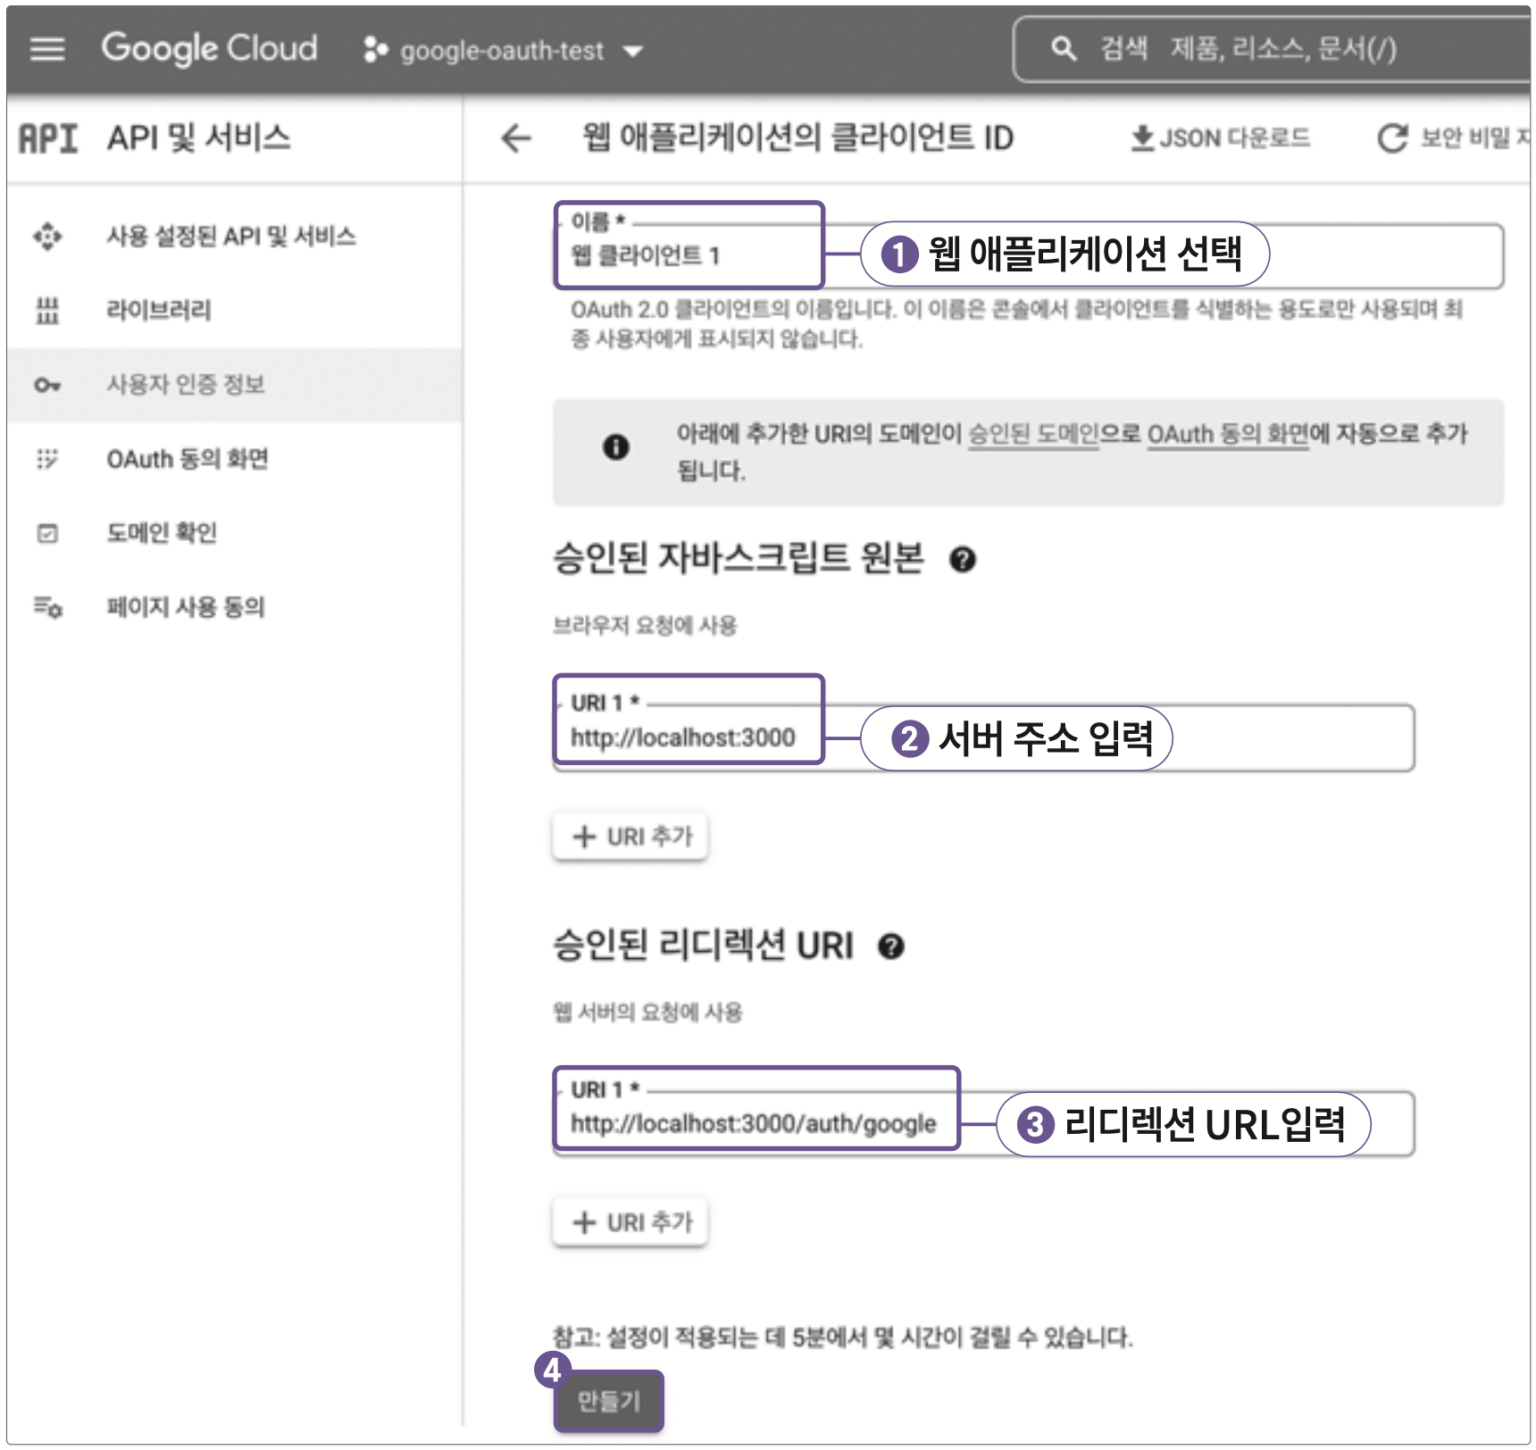 Google Cloud
google-oauth-test
검색 제품, 리소스, 문서(/)
API API 및 서비스
웹 애플리케이션의 클라이언트 ID
JSON 다운로드
보안 비밀
사용 설정된 API 및 서비스
라이브러리
사용자 인증 정보
OAuth 동의 화면
도메인 확인
페이지 사용 동의
이름 *
웹 클라이언트 1
1 웹 애플리케이션 선택
OAuth 2.0 클라이언트의 이름입니다. 이 이름은 콘솔에서 클라이언트를 식별하는 용도로만 사용되며 최
종 사용자에게 표시되지 않습니다.
아래에 추가한 URI의 도메인이 승인된 도메인으로 OAuth 동의 화면에 자동으로 추가
됩니다.
승인된 자바스크립트 원본
브라우저 요청에 사용
URI 1 *
http://localhost:3000
2 서버 주소 입력
+ URI 추가
승인된 리디렉션 URI
웹 서버의 요청에 사용
URI 1 *
http://localhost:3000/auth/google
3 리디렉션 URL입력
+ URI 추가
참고: 설정이 적용되는 데 5분에서 몇 시간이 걸릴 수 있습니다.
4
만들기